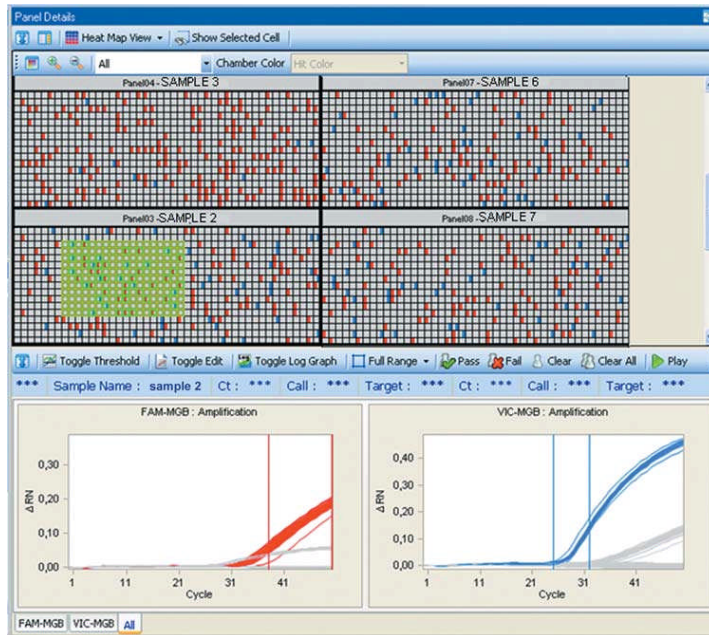 Panel Details
Heat Map View Show Selected Cell
All Chamber Color Hit Color
Panel04-SAMPLE 3 Panel07-SAMPLE 6
Panel03-SAMPLE 2 Panel08-SAMPLE 7
Toggle Threshold Toggle Edit Toggle Log Graph Full Range Pass Fail Clear Clear All Play
*** Sample Name : sample 2 Ct : *** Call : *** Target : *** Ct : *** Call : *** Target : ***
FAM-MGB : Amplification VIC-MGB : Amplification
0,30 0,40
0,20 0,30
Δ RN Δ RN
0,10 0,20
0,10
0,00 0,00
1 11 21 31 41 1 11 21 31 41
Cycle Cycle
FAM-MGB VIC-MGB All